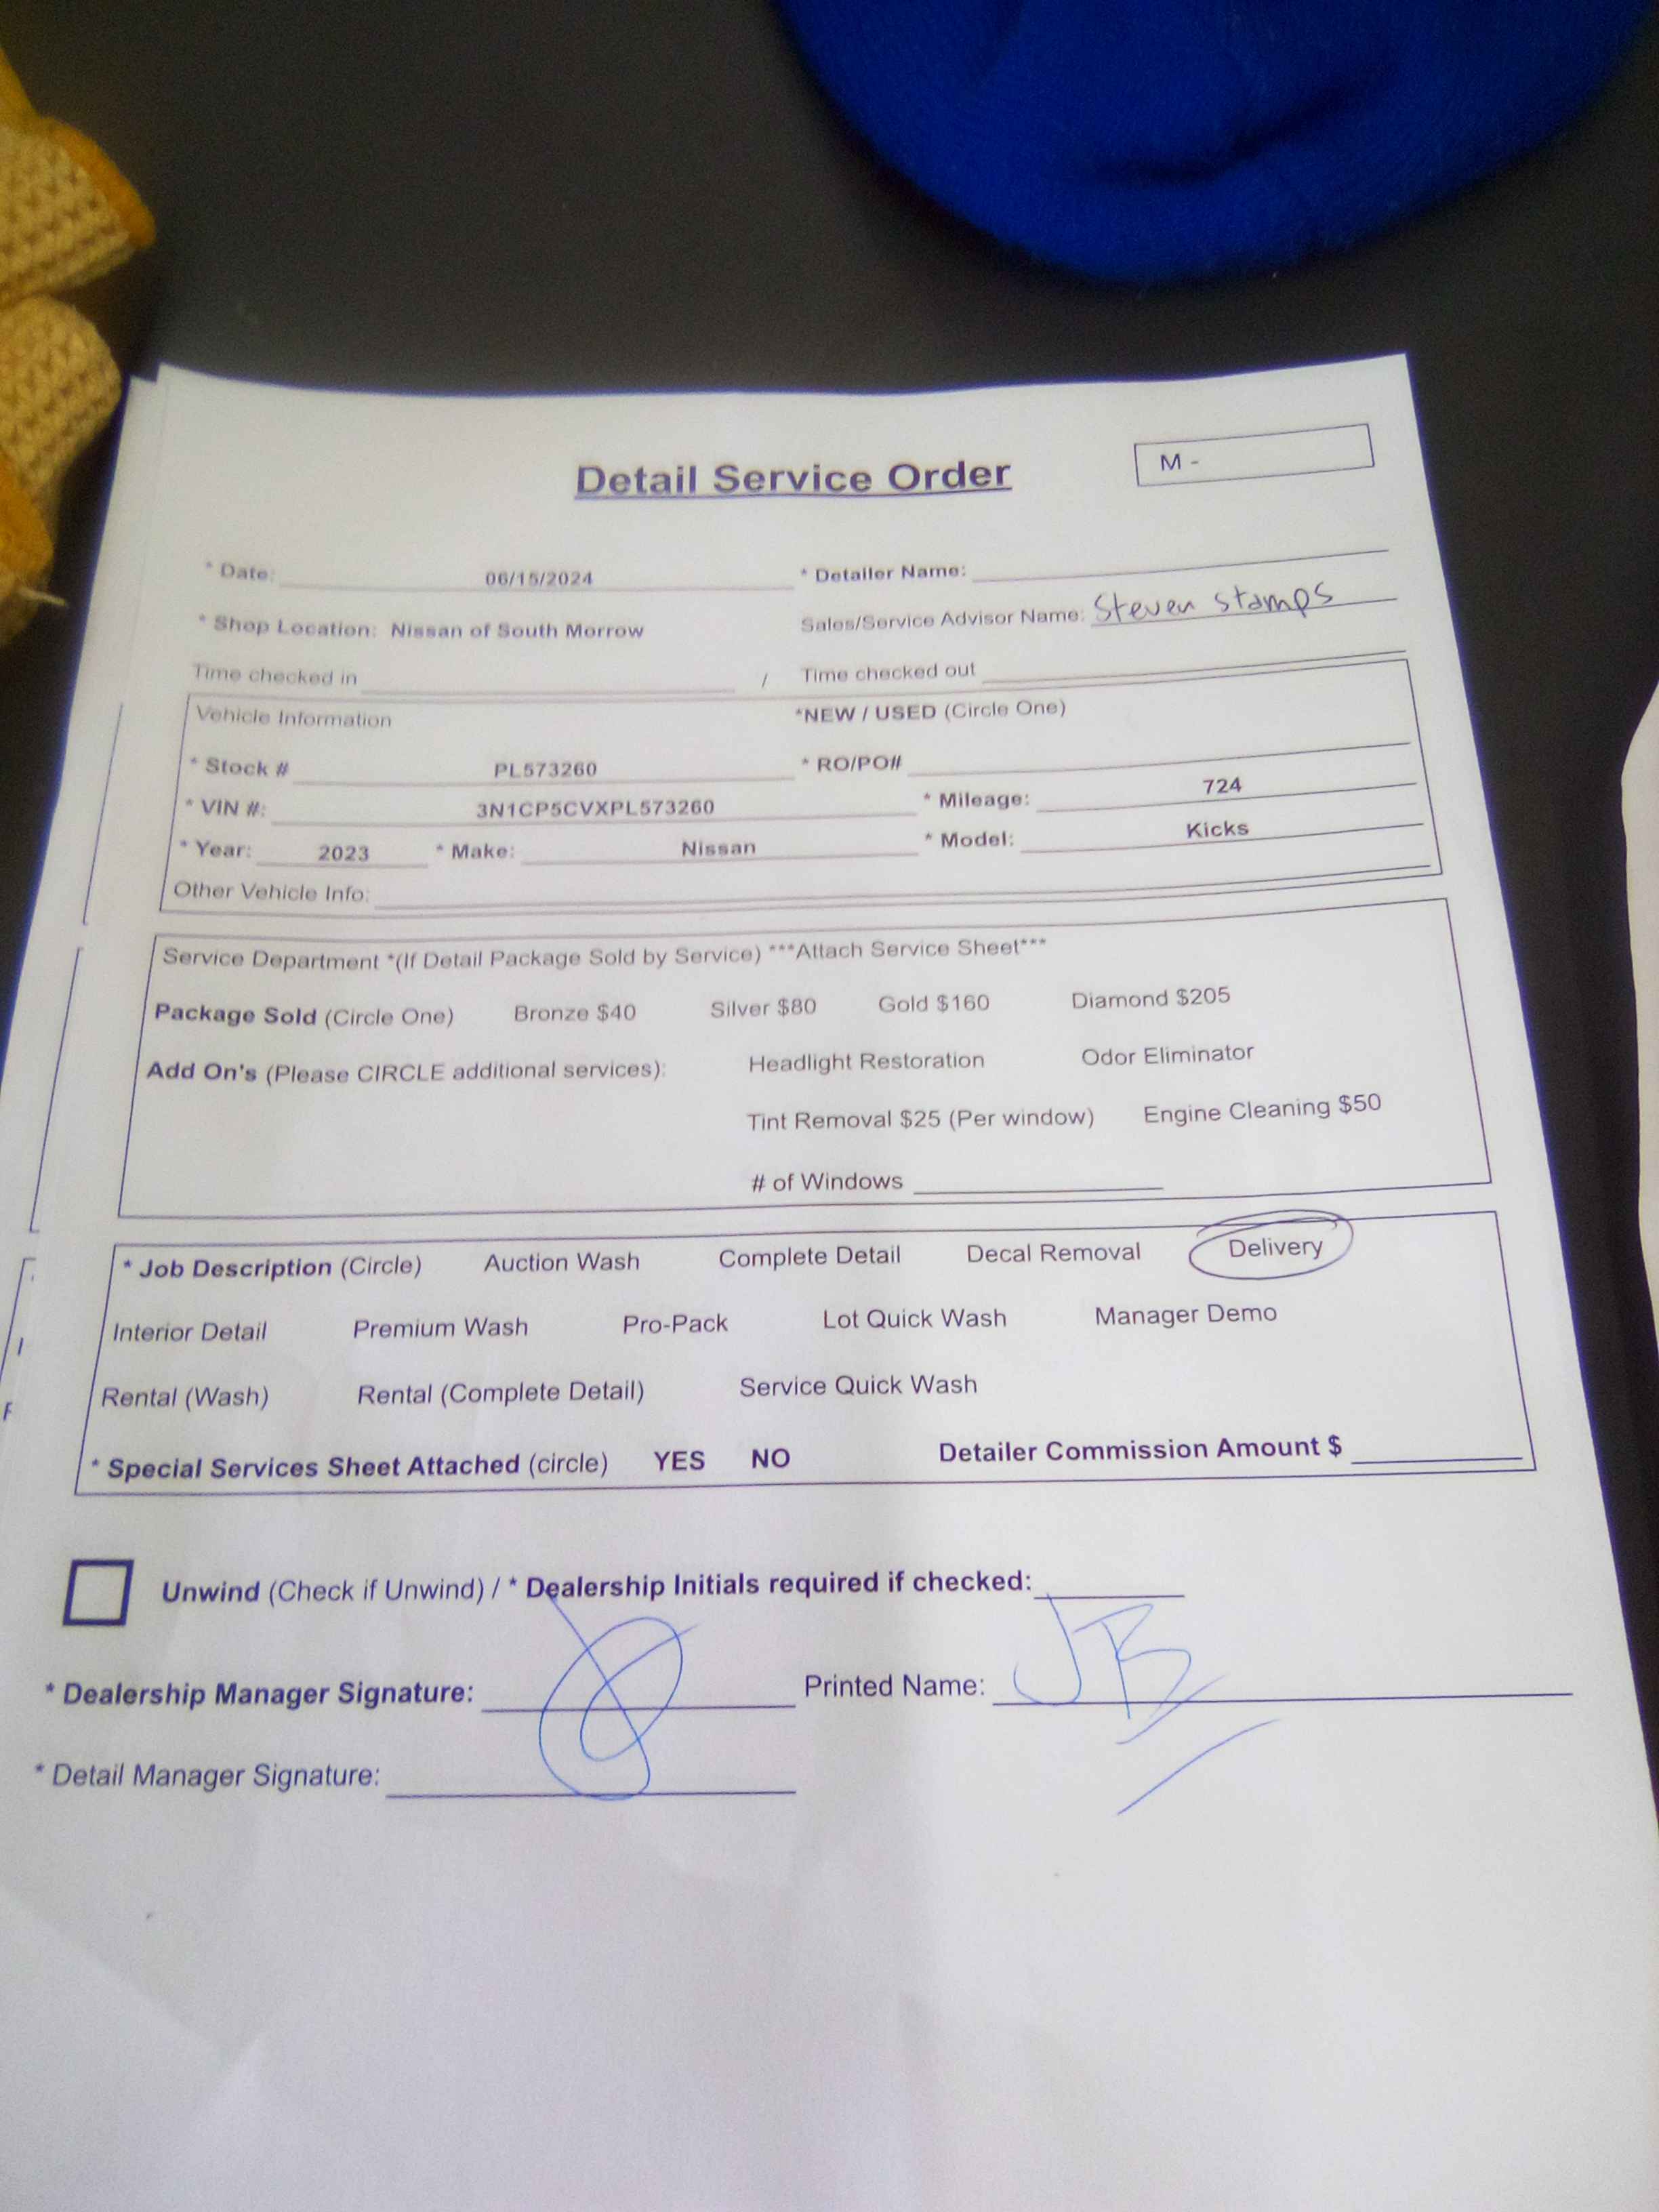 Detail Service Order
M -
* Date: 06/15/2024 * Detailer Name:
* Shop Location: Nissan of South Morrow Sales/Service Advisor Name: Steven Stamps
Time checked in / Time checked out
Vehicle Information *NEW / USED (Circle One)
* Stock # PL573260 * RO/PO#
* VIN #: 3N1CP5CVXPL573260 * Mileage: 724
* Year: 2023 * Make: Nissan * Model: Kicks
Other Vehicle Info:
Service Department *(If Detail Package Sold by Service) ***Attach Service Sheet***
Package Sold (Circle One) Bronze $40 Silver $80 Gold $160 Diamond $205
Add On's (Please CIRCLE additional services): Headlight Restoration Odor Eliminator
Tint Removal $25 (Per window) Engine Cleaning $50
# of Windows
* Job Description (Circle) Auction Wash Complete Detail Decal Removal Delivery
Interior Detail Premium Wash Pro-Pack Lot Quick Wash Manager Demo
Rental (Wash) Rental (Complete Detail) Service Quick Wash
* Special Services Sheet Attached (circle) YES NO Detailer Commission Amount $
Unwind (Check if Unwind) / * Dealership Initials required if checked:
* Dealership Manager Signature: Printed Name: JB
* Detail Manager Signature: